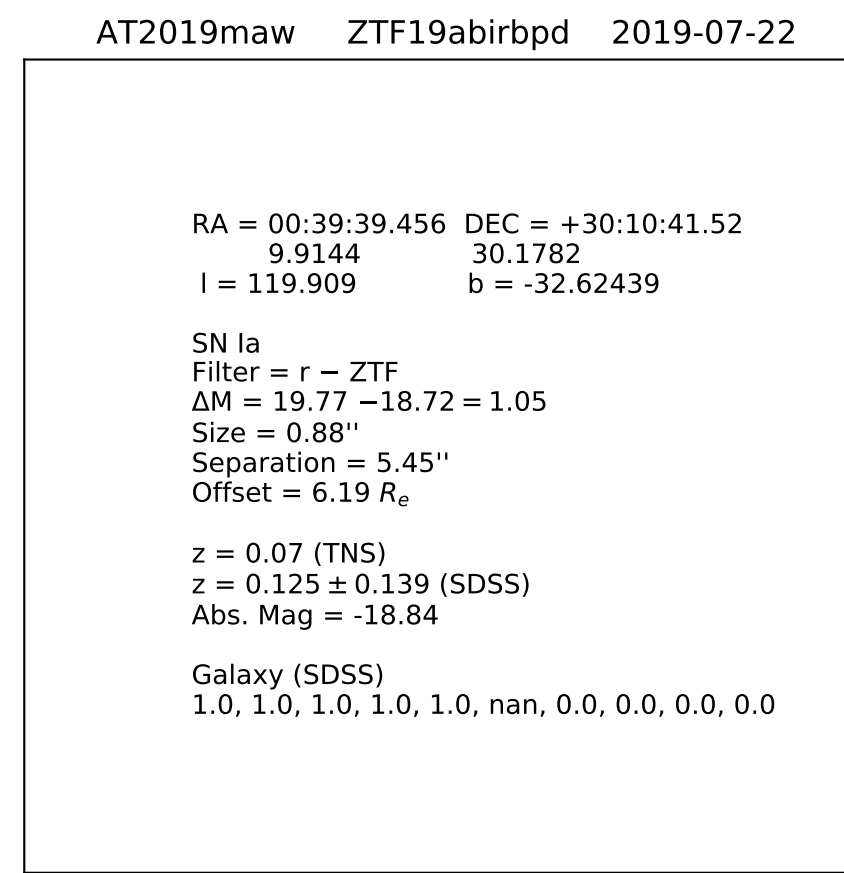 AT2019maw ZTF19abirbpd 2019-07-22
RA = 00:39:39.456 DEC = +30:10:41.52
9.9144 30.1782
l = 119.909 b = -32.62439
SN Ia
Filter = r − ZTF
ΔM = 19.77 −18.72 = 1.05
Size = 0.88''
Separation = 5.45''
Offset = 6.19 Rₑ
z = 0.07 (TNS)
z = 0.125 ± 0.139 (SDSS)
Abs. Mag = -18.84
Galaxy (SDSS)
1.0, 1.0, 1.0, 1.0, 1.0, nan, 0.0, 0.0, 0.0, 0.0